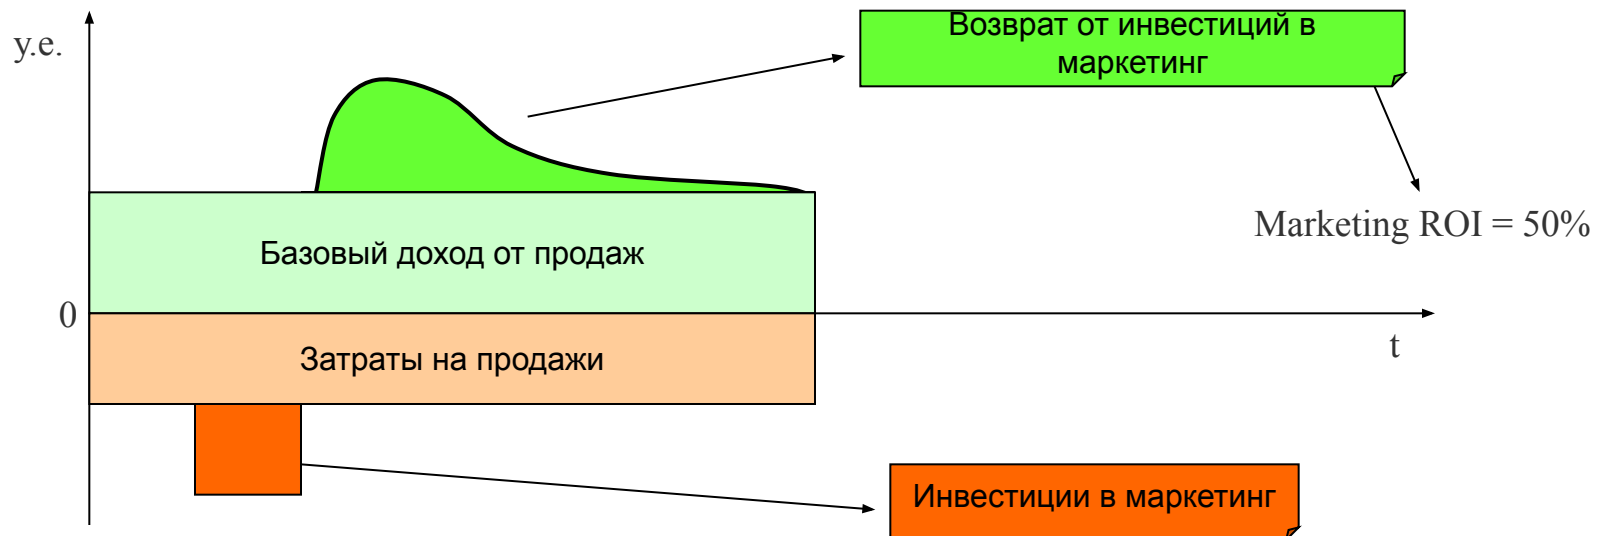 у.е.
Возврат от инвестиций в
маркетинг
Marketing ROI = 50%
Базовый доход от продаж
0
t
Затраты на продажи
Инвестиции в маркетинг